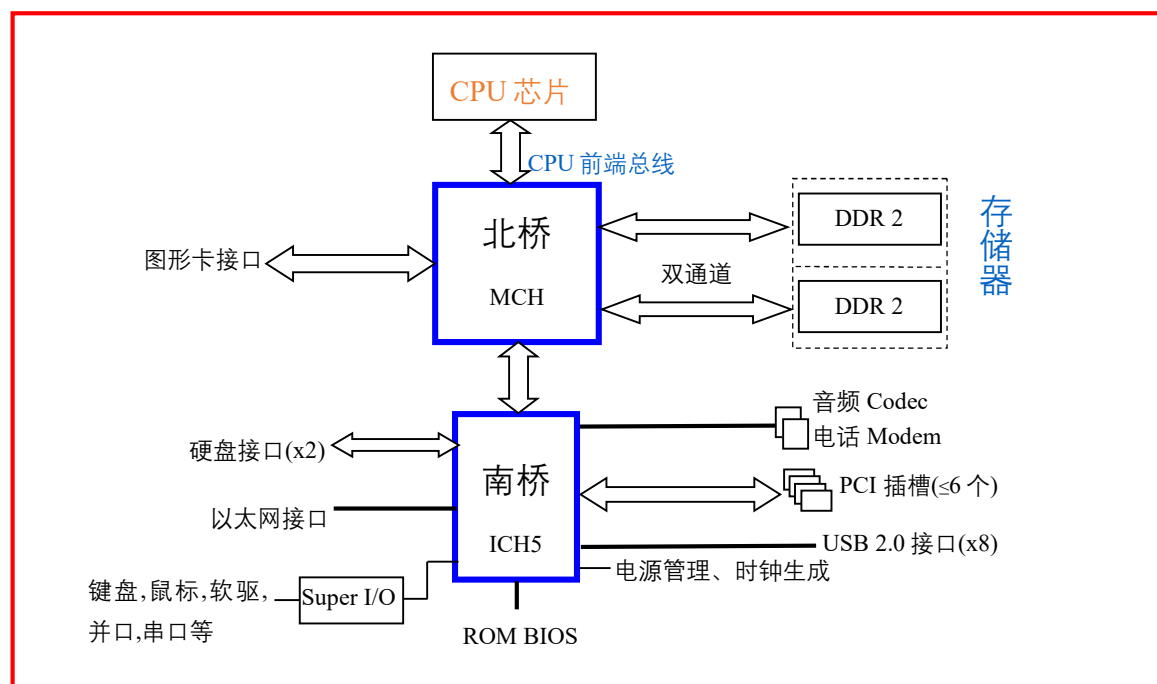 CPU 芯片
CPU 前端总线
北桥
MCH
图形卡接口
双通道
DDR 2
DDR 2
存储器
南桥
ICH5
硬盘接口(x2)
以太网接口
键盘,鼠标,软驱,
并口,串口等
Super I/O
ROM BIOS
音频 Codec
电话 Modem
PCI 插槽(≤6 个)
USB 2.0 接口(x8)
电源管理、时钟生成